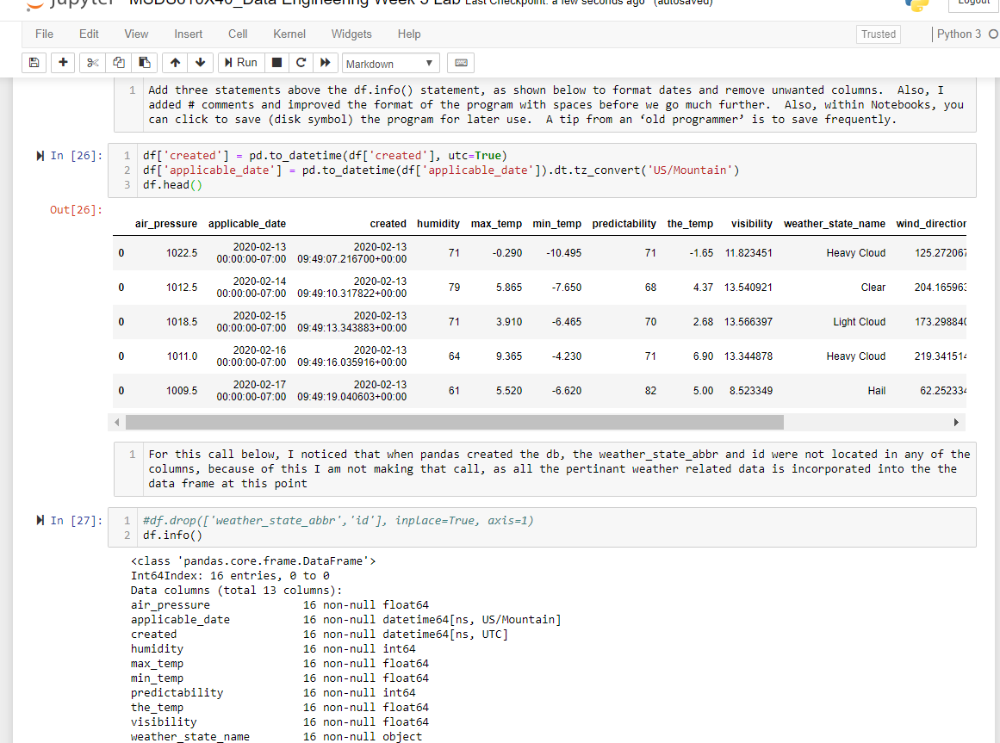 jupyter MSDS610X40_Data Engineering Week 5 Lab Last Checkpoint: a few seconds ago (autosaved)
Logout
File Edit View Insert Cell Kernel Widgets Help
Trusted
Python 3
Run
Markdown
1 Add three statements above the df.info() statement, as shown below to format dates and remove unwanted columns. Also, I
added # comments and improved the format of the program with spaces before we go much further. Also, within Notebooks, you
can click to save (disk symbol) the program for later use. A tip from an ‘old programmer’ is to save frequently.
In [26]:
1 df['created'] = pd.to_datetime(df['created'], utc=True)
2 df['applicable_date'] = pd.to_datetime(df['applicable_date']).dt.tz_convert('US/Mountain')
3 df.head()
Out[26]:
air_pressure applicable_date created humidity max_temp min_temp predictability the_temp visibility weather_state_name wind_direction
0 1022.5 2020-02-13 00:00:00-07:00 2020-02-13 09:49:07.216700+00:00 71 -0.290 -10.495 71 -1.65 11.823451 Heavy Cloud 125.272067
0 1012.5 2020-02-14 00:00:00-07:00 2020-02-13 09:49:10.317822+00:00 79 5.865 -7.650 68 4.37 13.540921 Clear 204.165963
0 1018.5 2020-02-15 00:00:00-07:00 2020-02-13 09:49:13.343883+00:00 71 3.910 -6.465 70 2.68 13.566397 Light Cloud 173.298840
0 1011.0 2020-02-16 00:00:00-07:00 2020-02-13 09:49:16.035916+00:00 64 9.365 -4.230 71 6.90 13.344878 Heavy Cloud 219.341514
0 1009.5 2020-02-17 00:00:00-07:00 2020-02-13 09:49:19.040603+00:00 61 5.520 -6.620 82 5.00 8.523349 Hail 62.252334
1 For this call below, I noticed that when pandas created the db, the weather_state_abbr and id were not located in any of the
columns, because of this I am not making that call, as all the pertinant weather related data is incorporated into the the
data frame at this point
In [27]:
1 #df.drop(['weather_state_abbr','id'], inplace=True, axis=1)
2 df.info()
<class 'pandas.core.frame.DataFrame'>
Int64Index: 16 entries, 0 to 0
Data columns (total 13 columns):
air_pressure 16 non-null float64
applicable_date 16 non-null datetime64[ns, US/Mountain]
created 16 non-null datetime64[ns, UTC]
humidity 16 non-null int64
max_temp 16 non-null float64
min_temp 16 non-null float64
predictability 16 non-null int64
the_temp 16 non-null float64
visibility 16 non-null float64
weather_state_name 16 non-null object